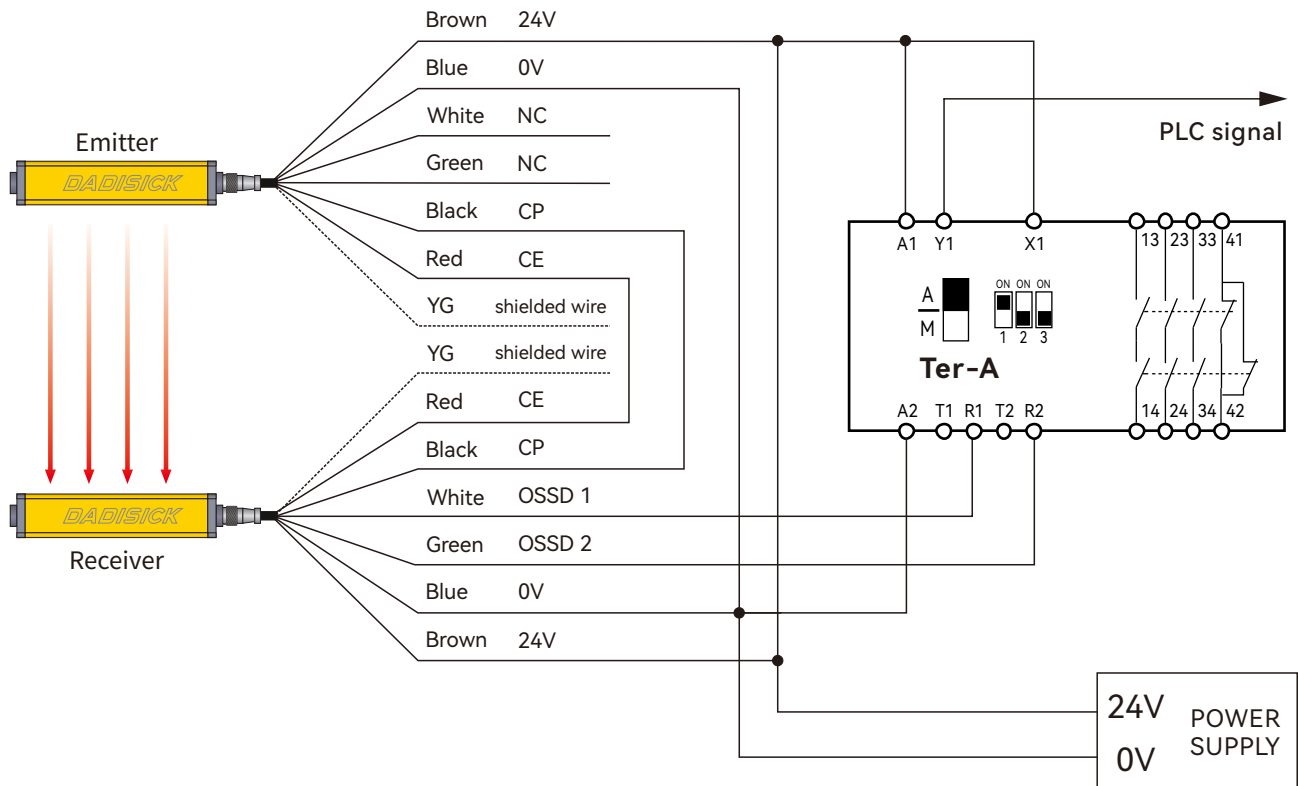 Brown 24V
Blue 0V
White NC
PLC signal
Emitter
Green NC
DADISICK
Black CP
A1 Y1 X1 13 23 33 41
Red CE
ON ON ON
A
YG shielded wire
M
1 2 3
YG shielded wire
Ter-A
Red CE
A2 T1 R1 T2 R2 14 24 34 42
Black CP
White OSSD 1
DADISICK
Green OSSD 2
Receiver
Blue 0V
Brown 24V
24V
POWER
SUPPLY
0V